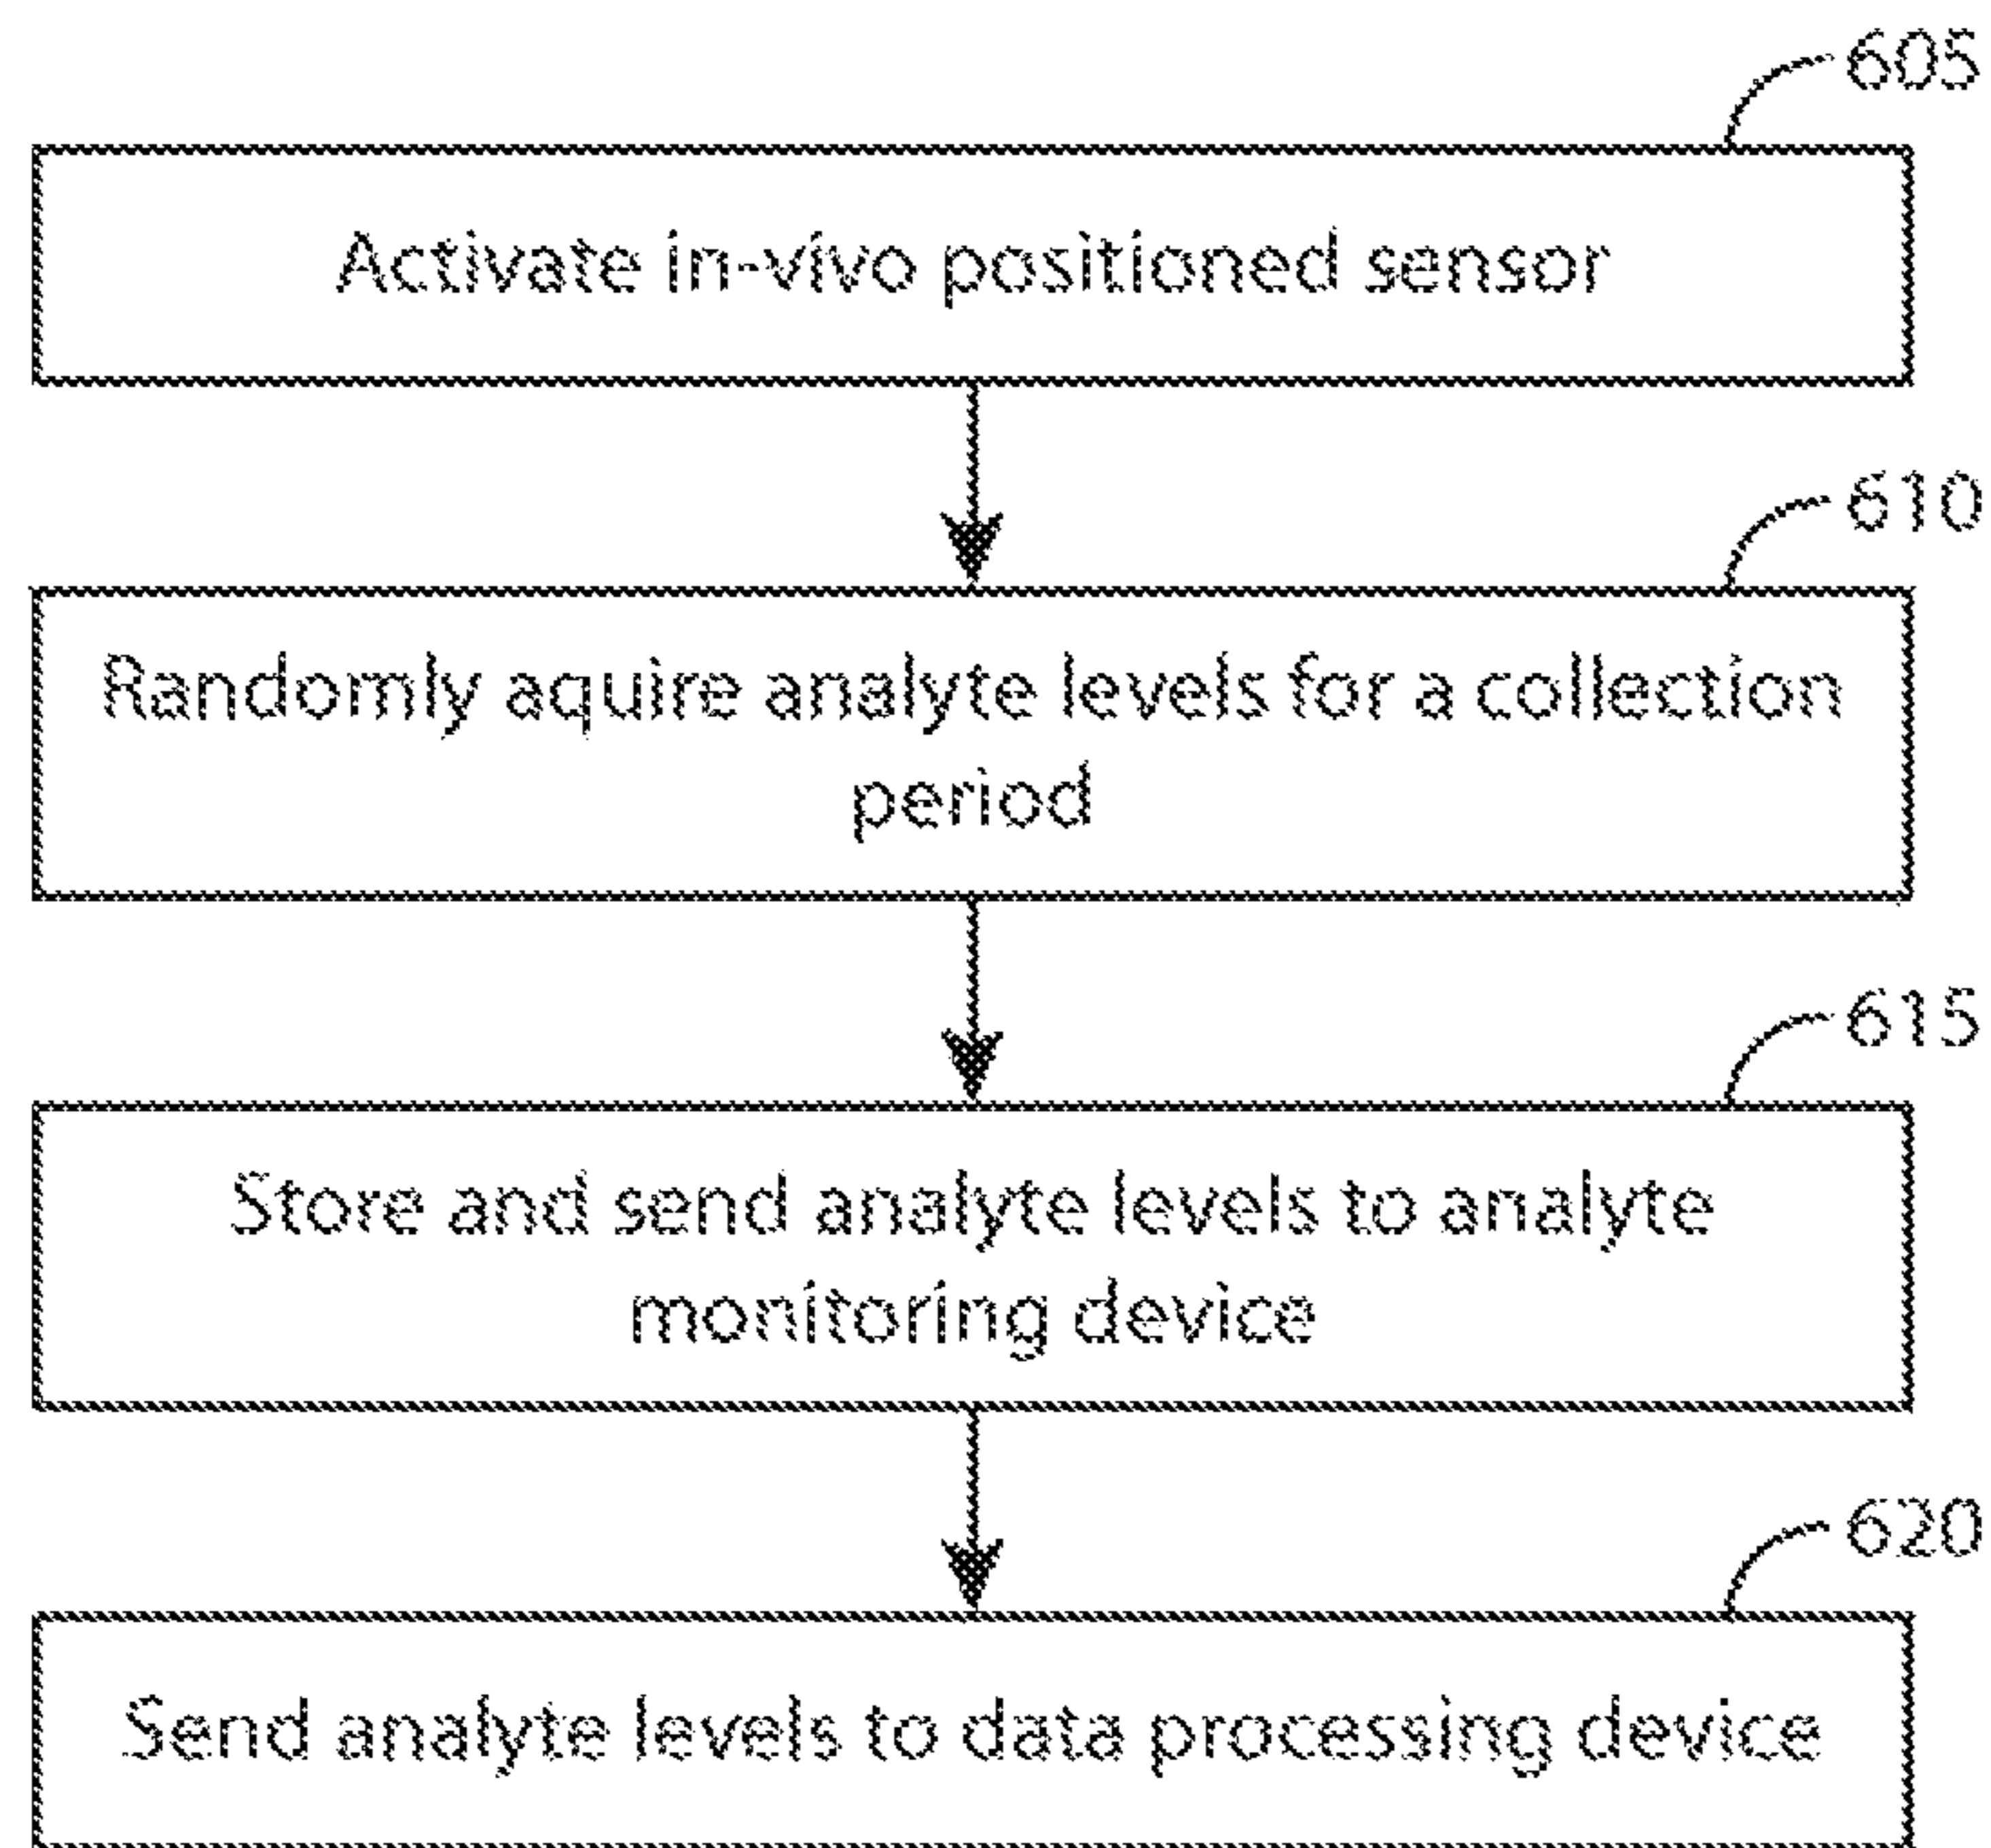 605
Activate in-vivo positioned sensor
610
Randomly aquire analyte levels for a collection
period
615
Store and send analyte levels to analyte
monitoring device
620
Send analyte levels to data processing device